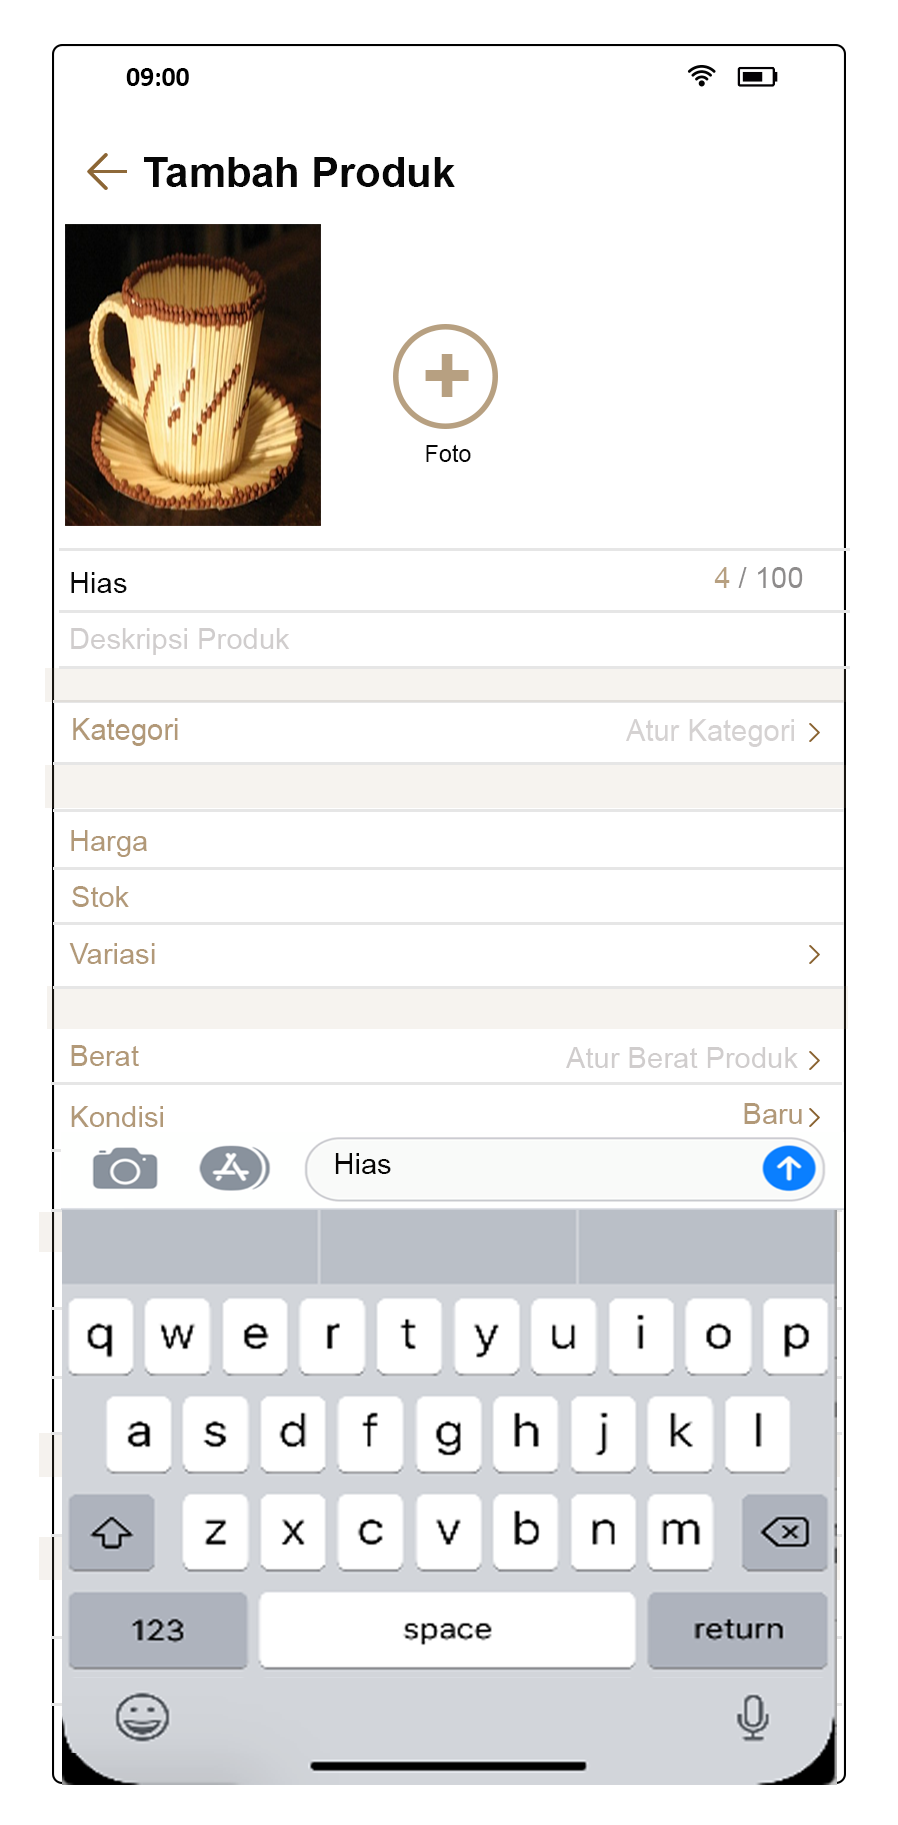 09:00
Tambah Produk
Foto
Hias 4 / 100
Deskripsi Produk
Kategori Atur Kategori
Harga
Stok
Variasi
Berat Atur Berat Produk
Kondisi Baru
Hias
q w e r t y u i o p
a s d f g h j k l
z x c v b n m
123 space return